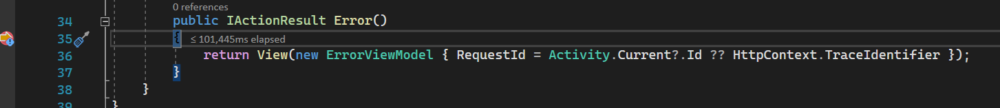 0 references
34 public IActionResult Error()
35 { ≤ 101,445ms elapsed
36 return View(new ErrorViewModel { RequestId = Activity.Current?.Id ?? HttpContext.TraceIdentifier });
37 }
38 }
39 }